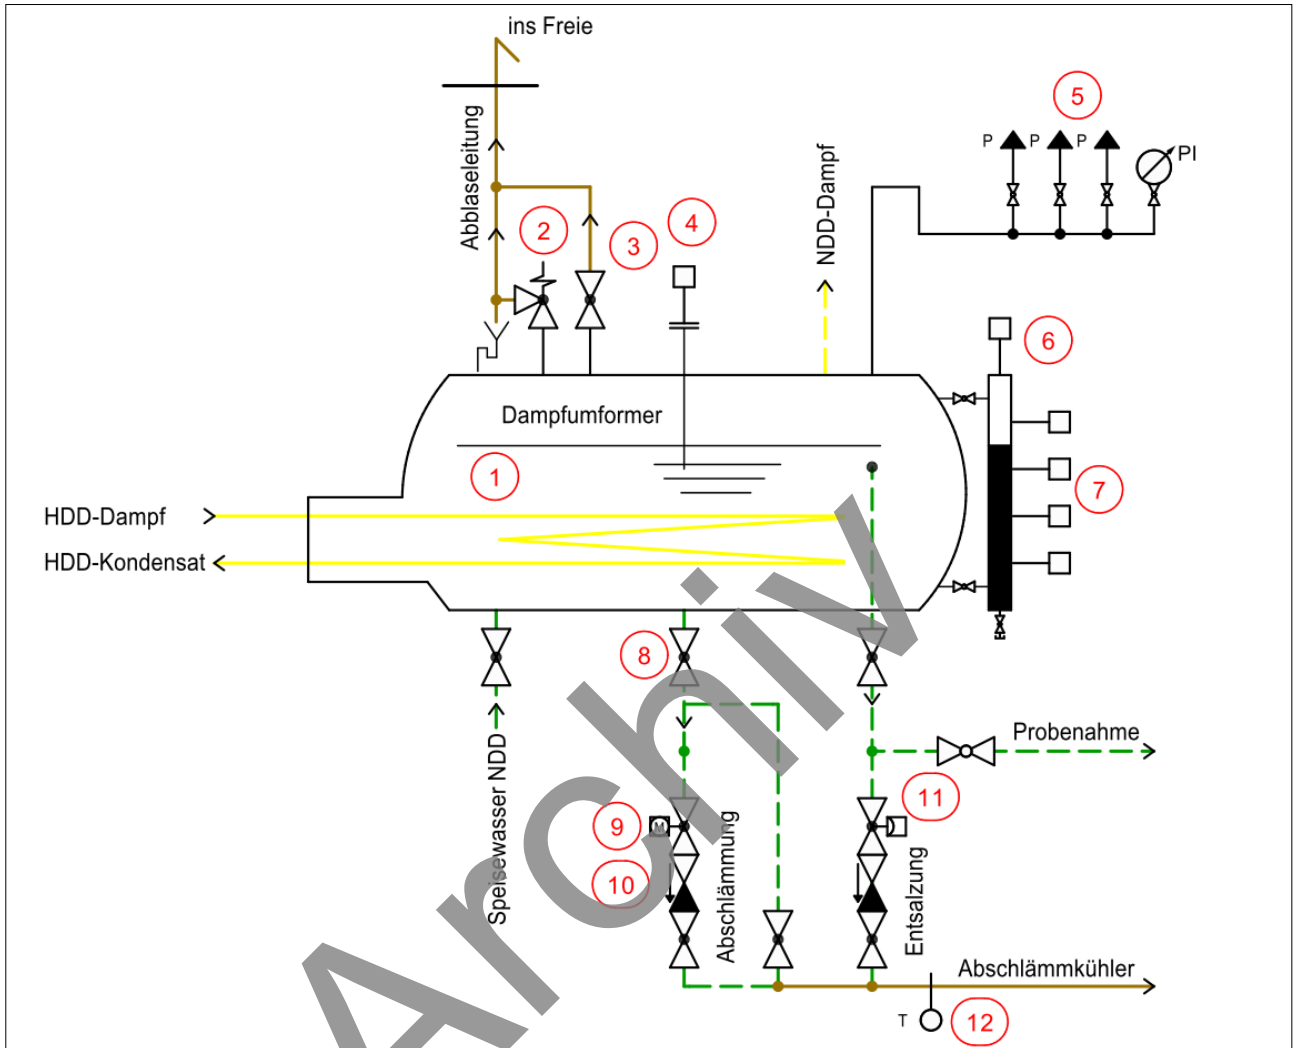 ins Freie
Abblaseleitung
NDD-Dampf
5
P
P
P
PI
2
3
4
6
Dampfumformer
1
7
HDD-Dampf
HDD-Kondensat
8
Speisewasser NDD
Probenahme
9
M
10
Abschlämmung
11
Entsalzung
Abschlämmkühler
T
12
Archiv